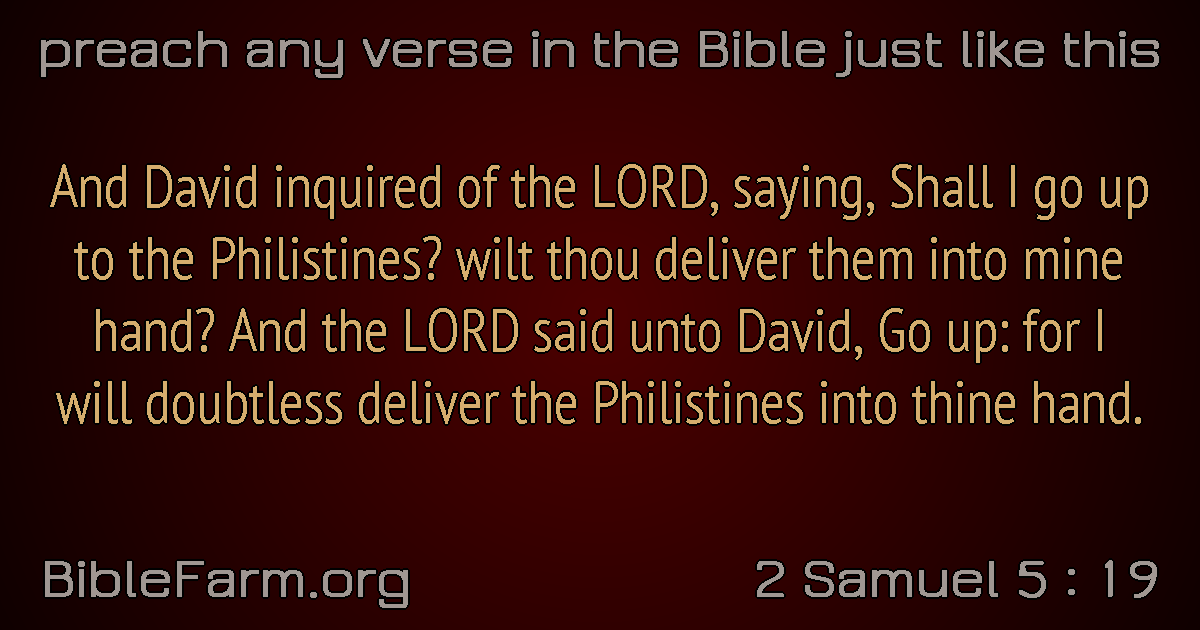 preach any verse in the Bible just like this
And David inquired of the LORD, saying, Shall I go up
to the Philistines? wilt thou deliver them into mine
hand? And the LORD said unto David, Go up: for I
will doubtless deliver the Philistines into thine hand.
BibleFarm.org
2 Samuel 5 : 19